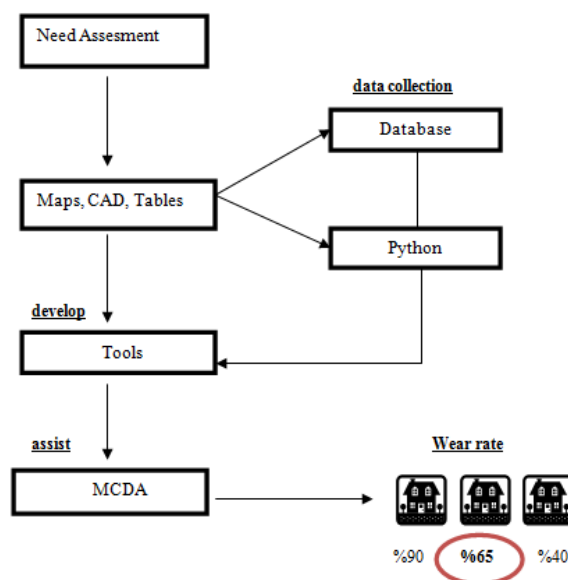 Need Assesment
data collection
Database
Maps, CAD, Tables
Python
develop
Tools
assist
Wear rate
MCDA
%90 %65 %40